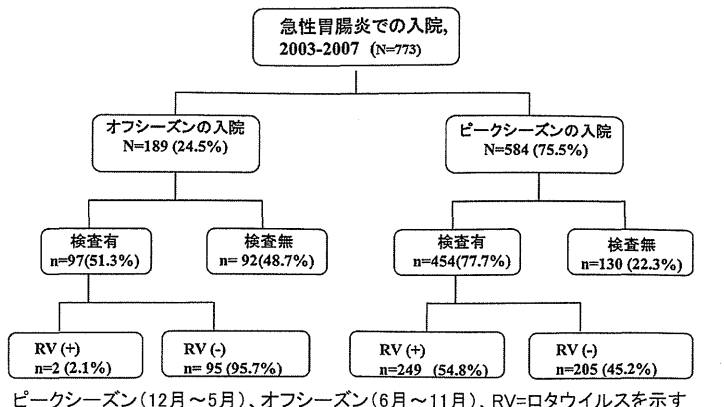 急性胃腸炎での入院,
2003-2007 (N=773)
オフシーズンの入院
N=189 (24.5%)
ピークシーズンの入院
N=584 (75.5%)
検査有
n=97(51.3%)
検査無
n= 92(48.7%)
検査有
n=454(77.7%)
検査無
n=130 (22.3%)
RV (+)
n=2 (2.1%)
RV (-)
n= 95 (95.7%)
RV (+)
n=249 (54.8%)
RV (-)
n=205 (45.2%)
ピークシーズン(12月～5月)、オフシーズン(6月～11月)、RV=ロタウイルスを示す